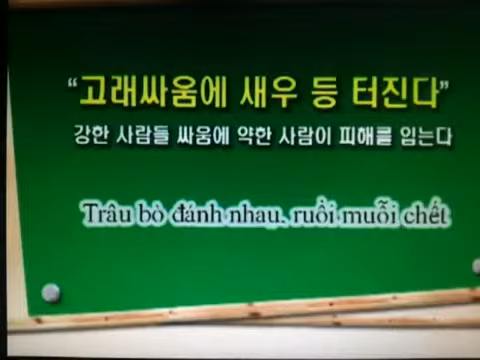 “고래싸움에 새우 등 터진다”
강한 사람들 싸움에 약한 사람이 피해를 입는다
Trâu bò đánh nhau, ruồi muỗi chết